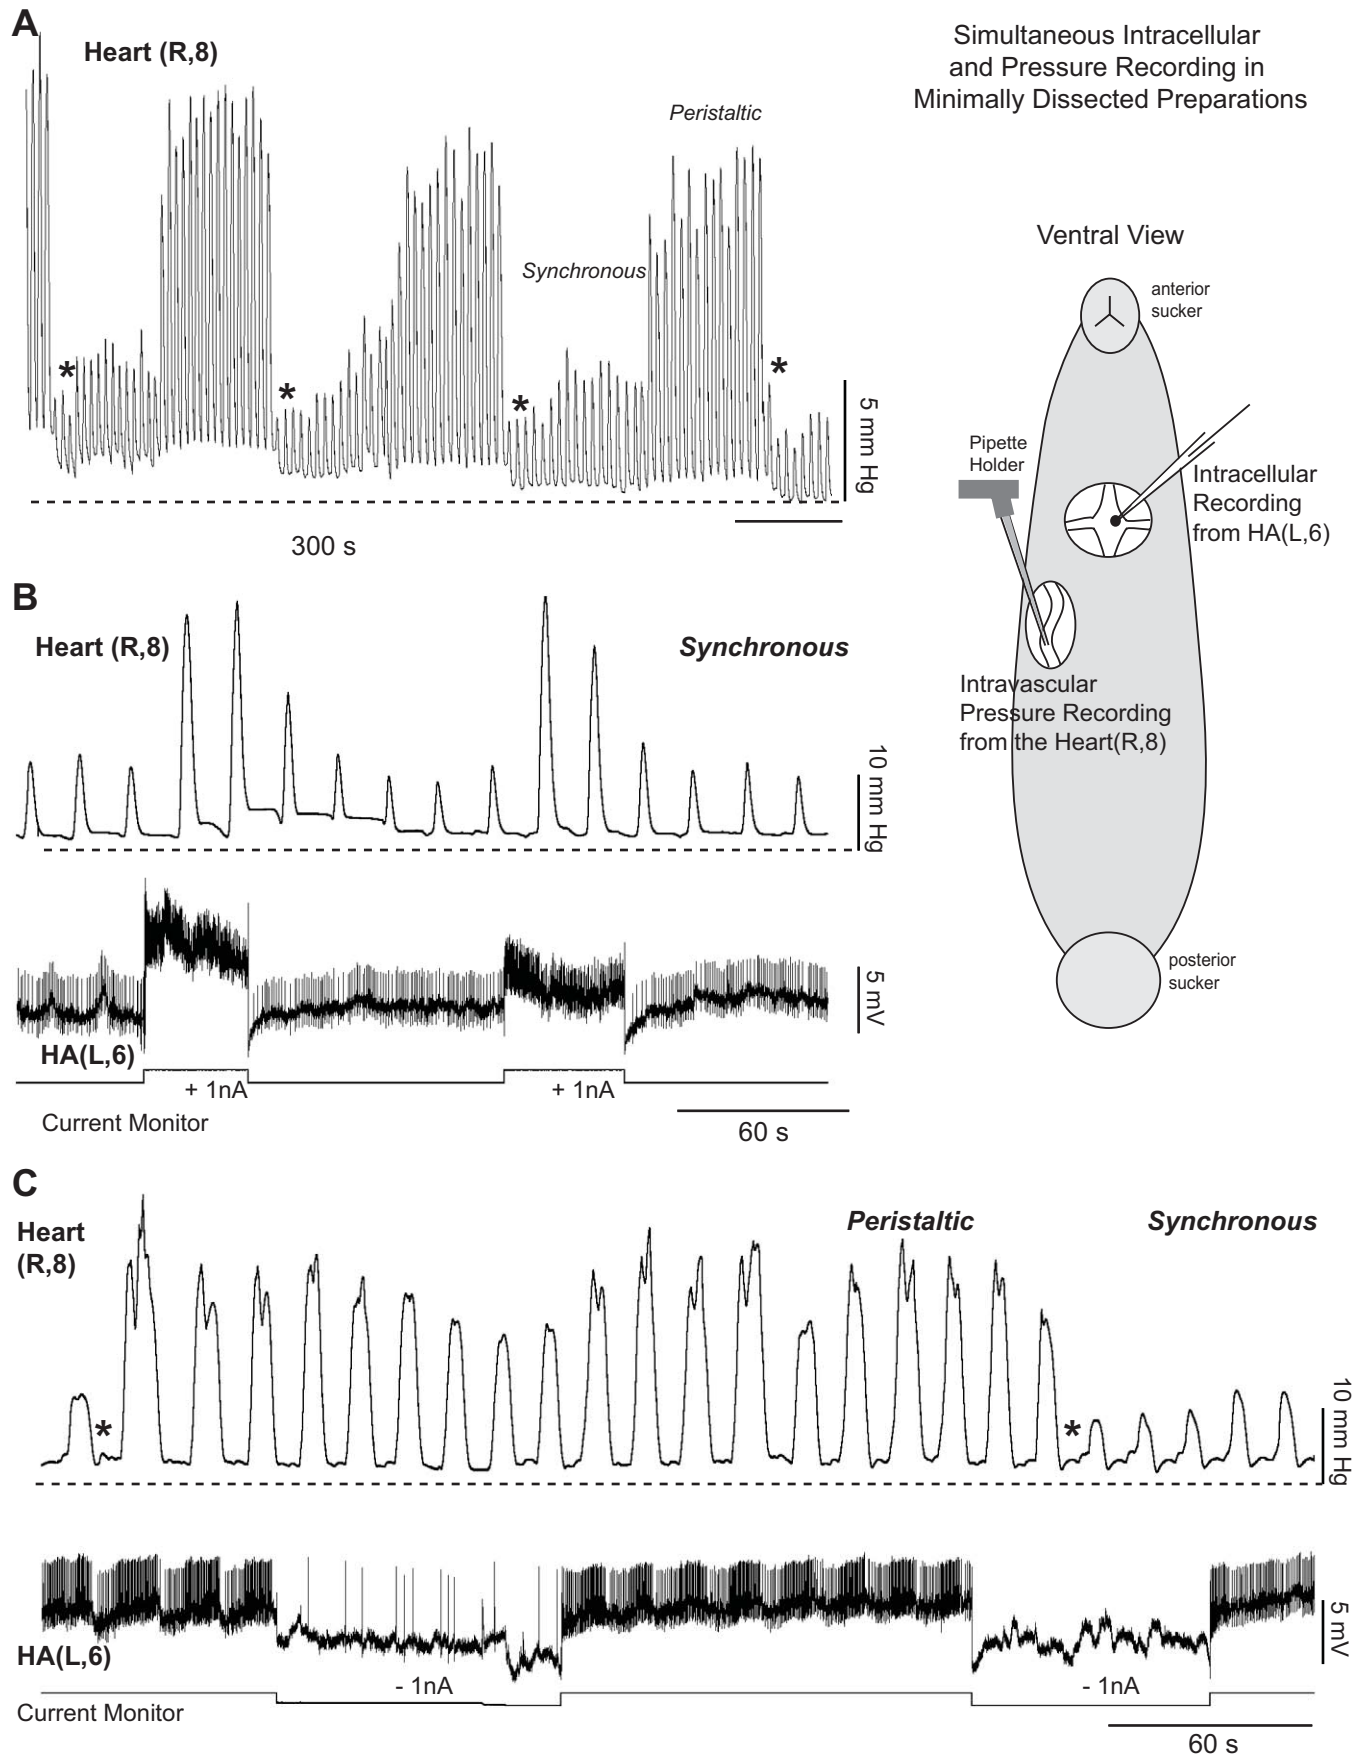 A
Heart (R,8)
Simultaneous Intracellular
and Pressure Recording in
Minimally Dissected Preparations
Peristaltic
Synchronous
*
*
*
*
5 mm Hg
300 s
Ventral View
anterior
sucker
Pipette
Holder
Intracellular
Recording
from HA(L,6)
Intravascular
Pressure Recording
from the Heart(R,8)
posterior
sucker
B
Heart (R,8)
Synchronous
10 mm Hg
5 mV
HA(L,6)
+ 1nA
+ 1nA
Current Monitor
60 s
C
Heart
(R,8)
Peristaltic
Synchronous
*
*
10 mm Hg
5 mV
HA(L,6)
- 1nA
- 1nA
Current Monitor
60 s